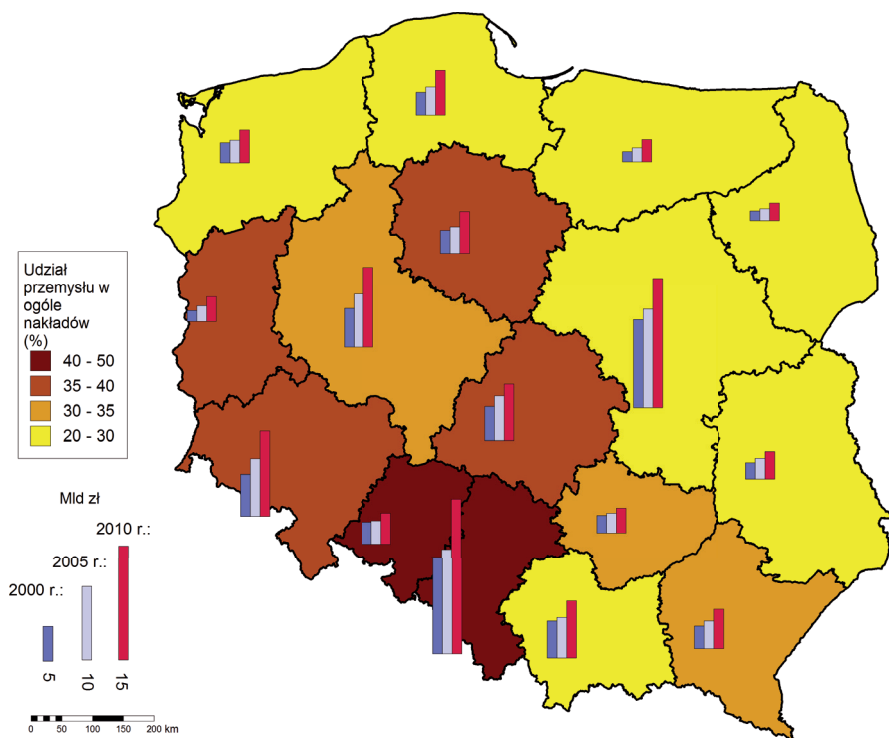 Udział
przemysłu w
ogóle
nakładów
(%)
40 - 50
35 - 40
30 - 35
20 - 30
Mld zł
2010 r.:
2005 r.:
2000 r.:
5
10
15
0 10 50 100 150 200 km